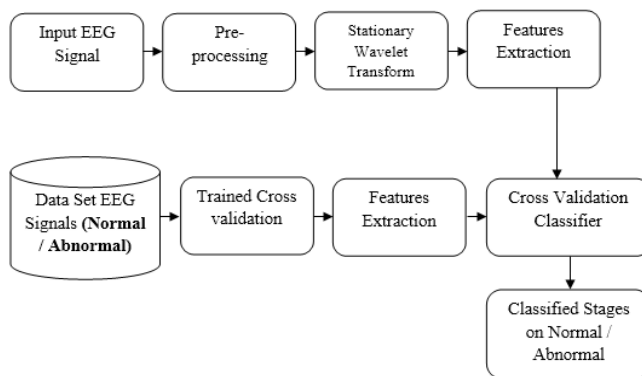 Input EEG
Signal
Pre-
processing
Stationary
Wavelet
Transform
Features
Extraction
Data Set EEG
Signals (Normal
/ Abnormal)
Trained Cross
validation
Features
Extraction
Cross Validation
Classifier
Classified Stages
on Normal /
Abnormal